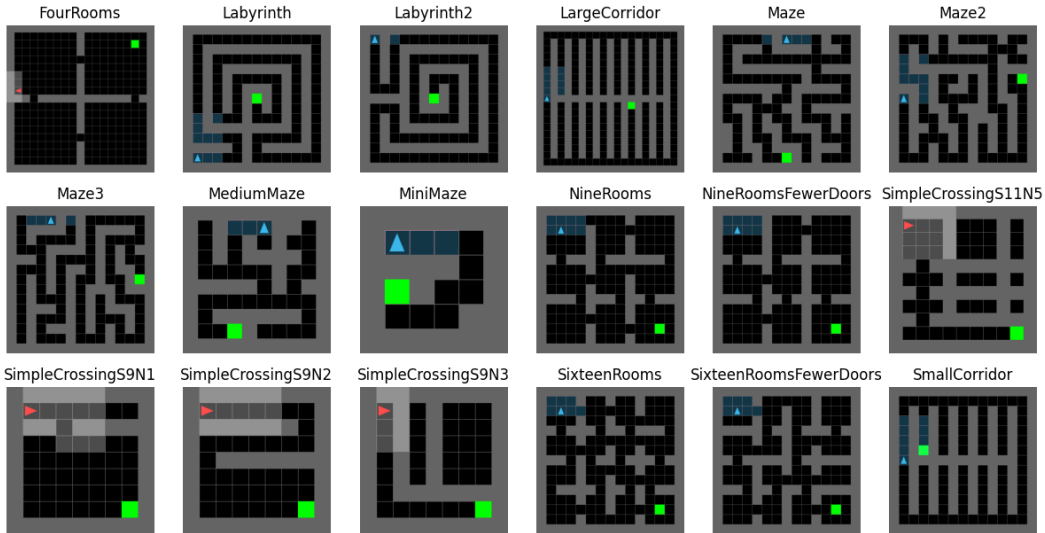 FourRooms
Labyrinth
Labyrinth2
LargeCorridor
Maze
Maze2
Maze3
MediumMaze
MiniMaze
NineRooms
NineRoomsFewerDoors
SimpleCrossingS11N5
SimpleCrossingS9N1
SimpleCrossingS9N2
SimpleCrossingS9N3
SixteenRooms
SixteenRoomsFewerDoors
SmallCorridor